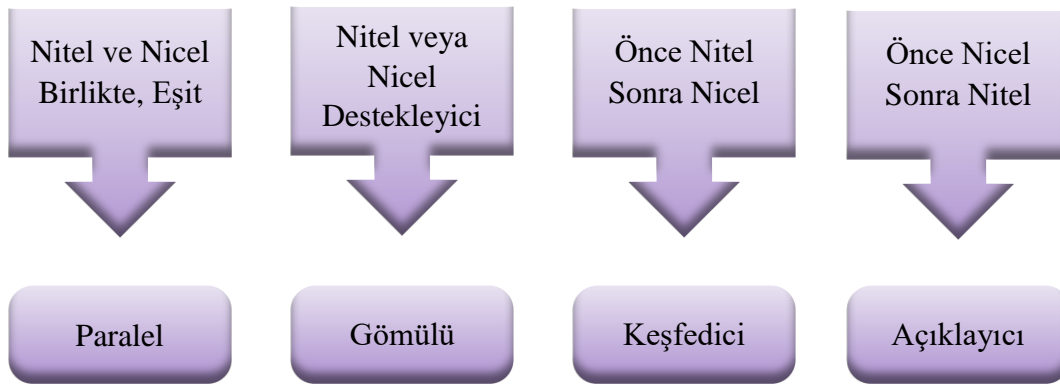 Nitel ve Nicel
Birlikte, Eşit
Nitel veya
Nicel
Destekleyici
Önce Nitel
Sonra Nicel
Önce Nicel
Sonra Nitel
Paralel
Gömülü
Keşfedici
Açıklayıcı